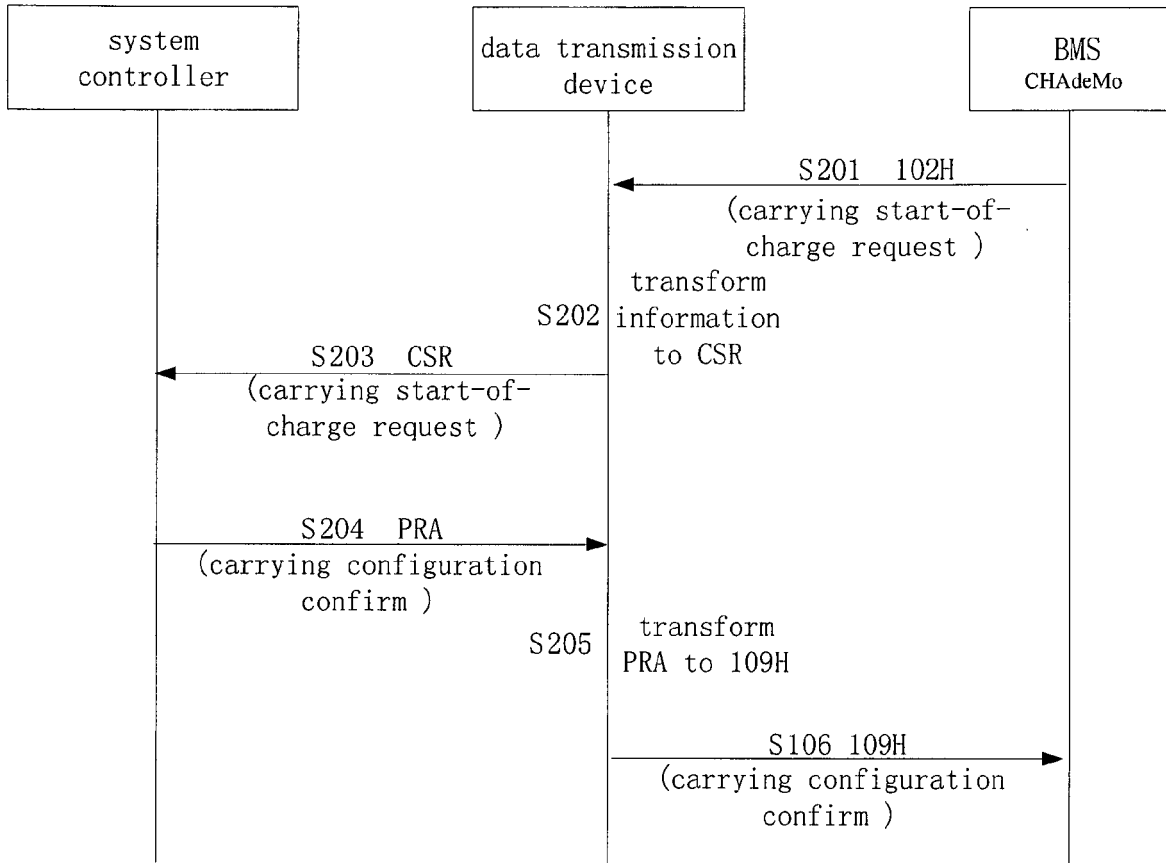 system
controller
data transmission
device
BMS
CHAdeMo
S201 102H
(carrying start-of-
charge request )
transform
S202 information
to CSR
S203 CSR
(carrying start-of-
charge request )
S204 PRA
(carrying configuration
confirm )
S205 transform
PRA to 109H
S106 109H
(carrying configuration
confirm )